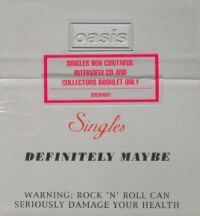 oasis
SINGLES BOX CONTAINS:
INTERVIEW CD AND
COLLECTORS BOOKLET ONLY
Singles
DEFINITELY MAYBE
WARNING: ROCK 'N' ROLL CAN
SERIOUSLY DAMAGE YOUR HEALTH